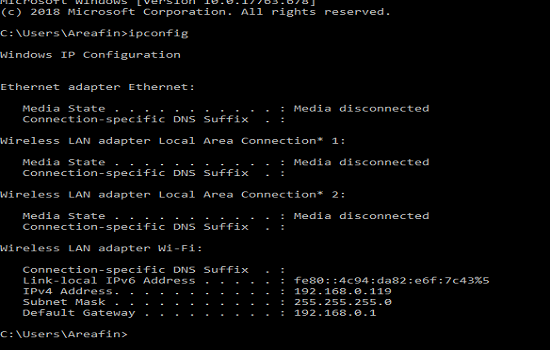 Microsoft Windows [Version 10.0.17763.678]
(c) 2018 Microsoft Corporation. All rights reserved.
C:\Users\Areafin>ipconfig
Windows IP Configuration
Ethernet adapter Ethernet:
   Media State . . . . . . . . . . . : Media disconnected
   Connection-specific DNS Suffix  . :
Wireless LAN adapter Local Area Connection* 1:
   Media State . . . . . . . . . . . : Media disconnected
   Connection-specific DNS Suffix  . :
Wireless LAN adapter Local Area Connection* 2:
   Media State . . . . . . . . . . . : Media disconnected
   Connection-specific DNS Suffix  . :
Wireless LAN adapter Wi-Fi:
   Connection-specific DNS Suffix  . :
   Link-local IPv6 Address . . . . . : fe80::4c94:da82:e6f:7c43%5
   IPv4 Address. . . . . . . . . . . : 192.168.0.119
   Subnet Mask . . . . . . . . . . . : 255.255.255.0
   Default Gateway . . . . . . . . . : 192.168.0.1
C:\Users\Areafin>